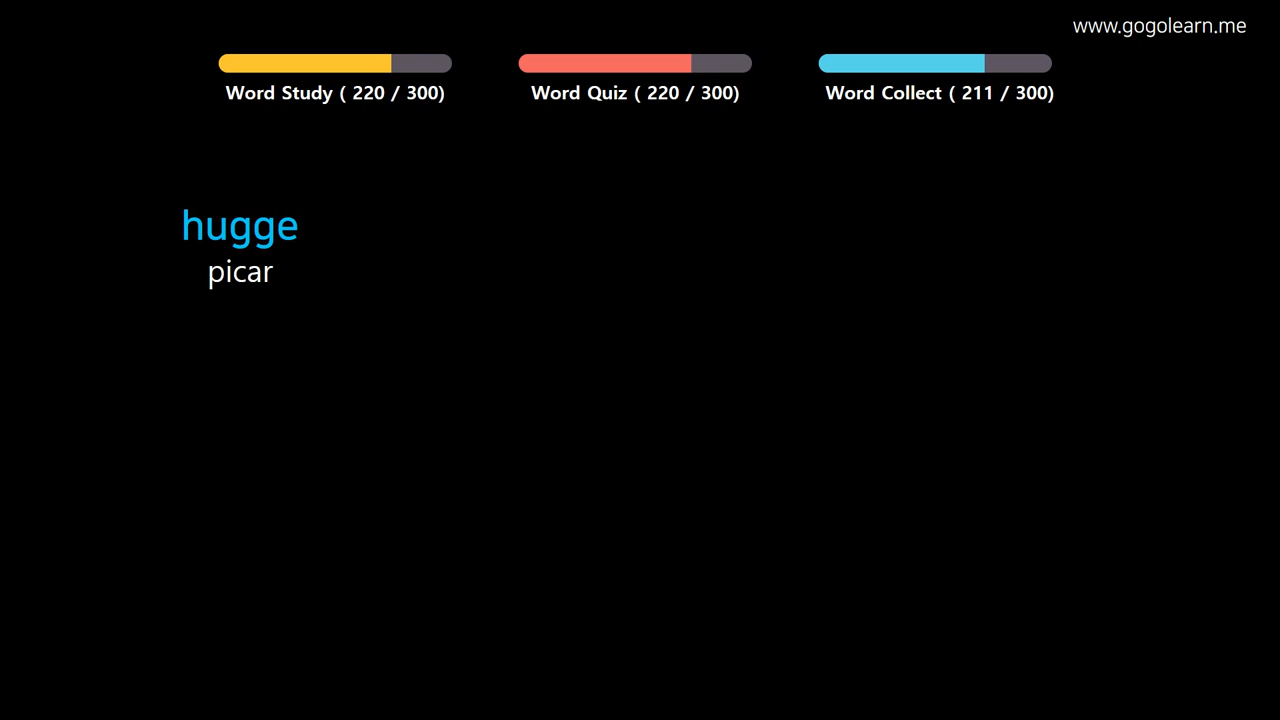 www.gogolearn.me
Word Study ( 220 / 300)
Word Quiz ( 220 / 300)
Word Collect ( 211 / 300)
hugge
picar